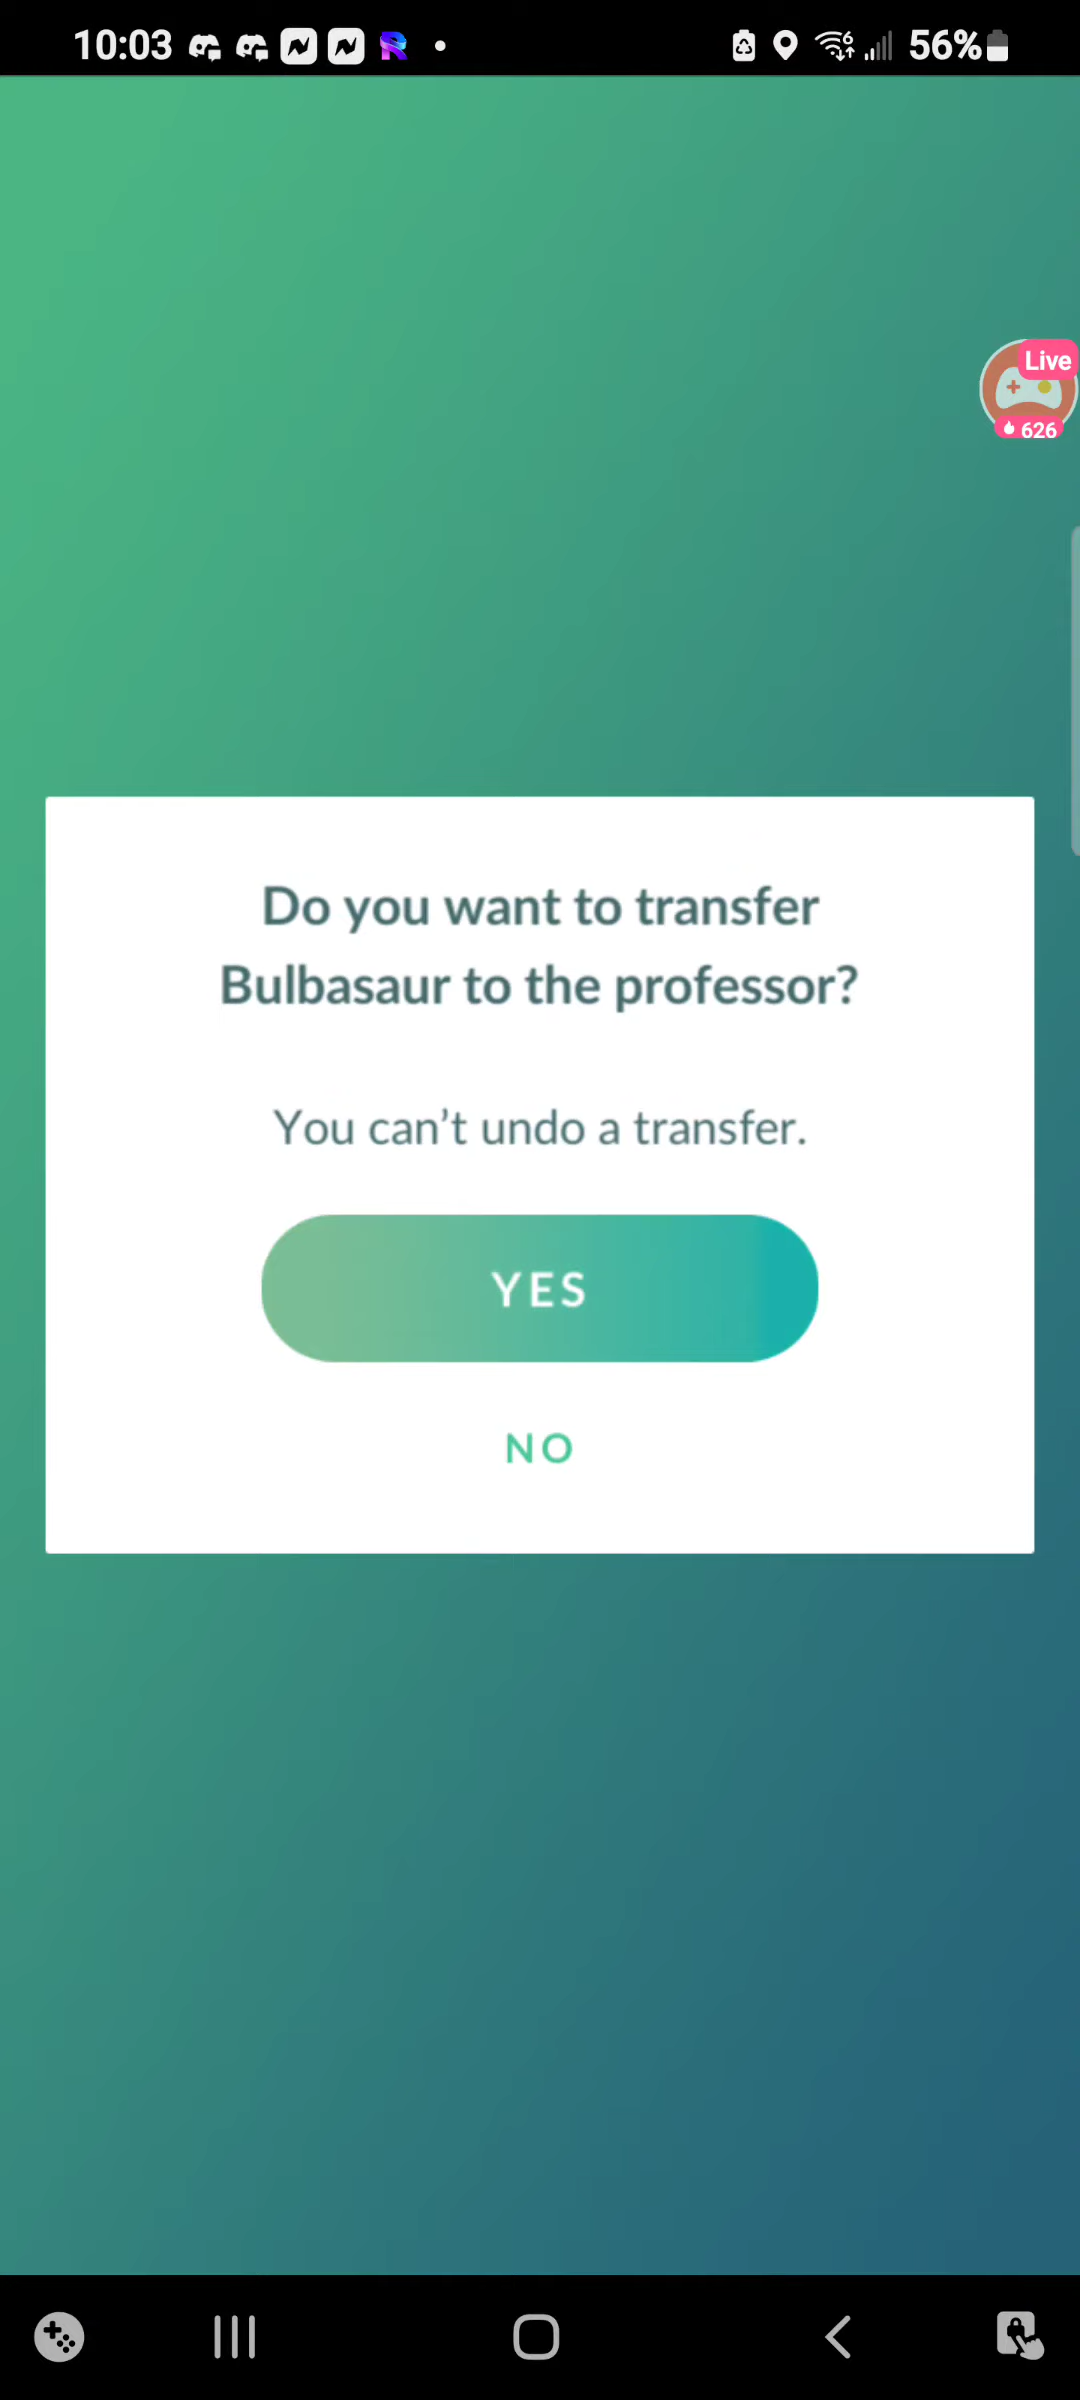 10:03
56%
Live
626
Do you want to transfer
Bulbasaur to the professor?
You can’t undo a transfer.
YES
NO